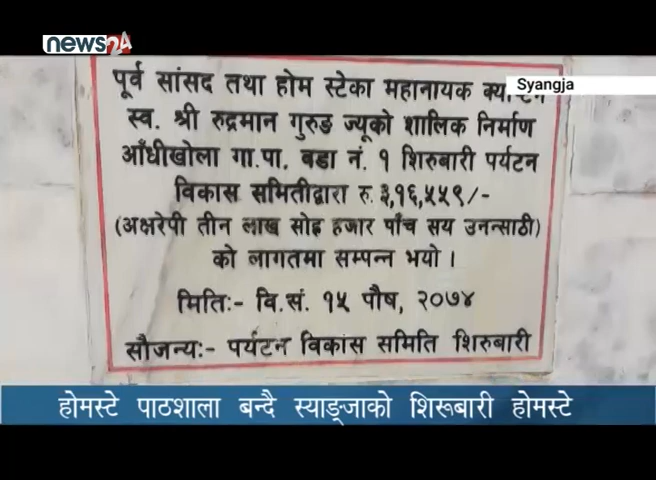 news24
Syangja
पूर्व सांसद तथा होम स्टेका महानायक
स्व. श्री रुद्रमान गुरुङ ज्यूको शालिक निर्माण
आँधीखोला गा.पा. वडा नं. १ शिरुबारी पर्यटन
विकास समितीद्वारा रु. ३,१६,५५९/-
(अक्षरेपी तीन लाख सोह्र हजार पाँच सय उनन्साठी)
को लागतमा सम्पन्न भयो ।
मितिः- वि.सं. १५ पौष, २०७४
सौजन्यः- पर्यटन विकास समिति शिरुबारी
होमस्टे पाठशाला बन्दै स्याङ्जाको शिरूबारी होमस्टे